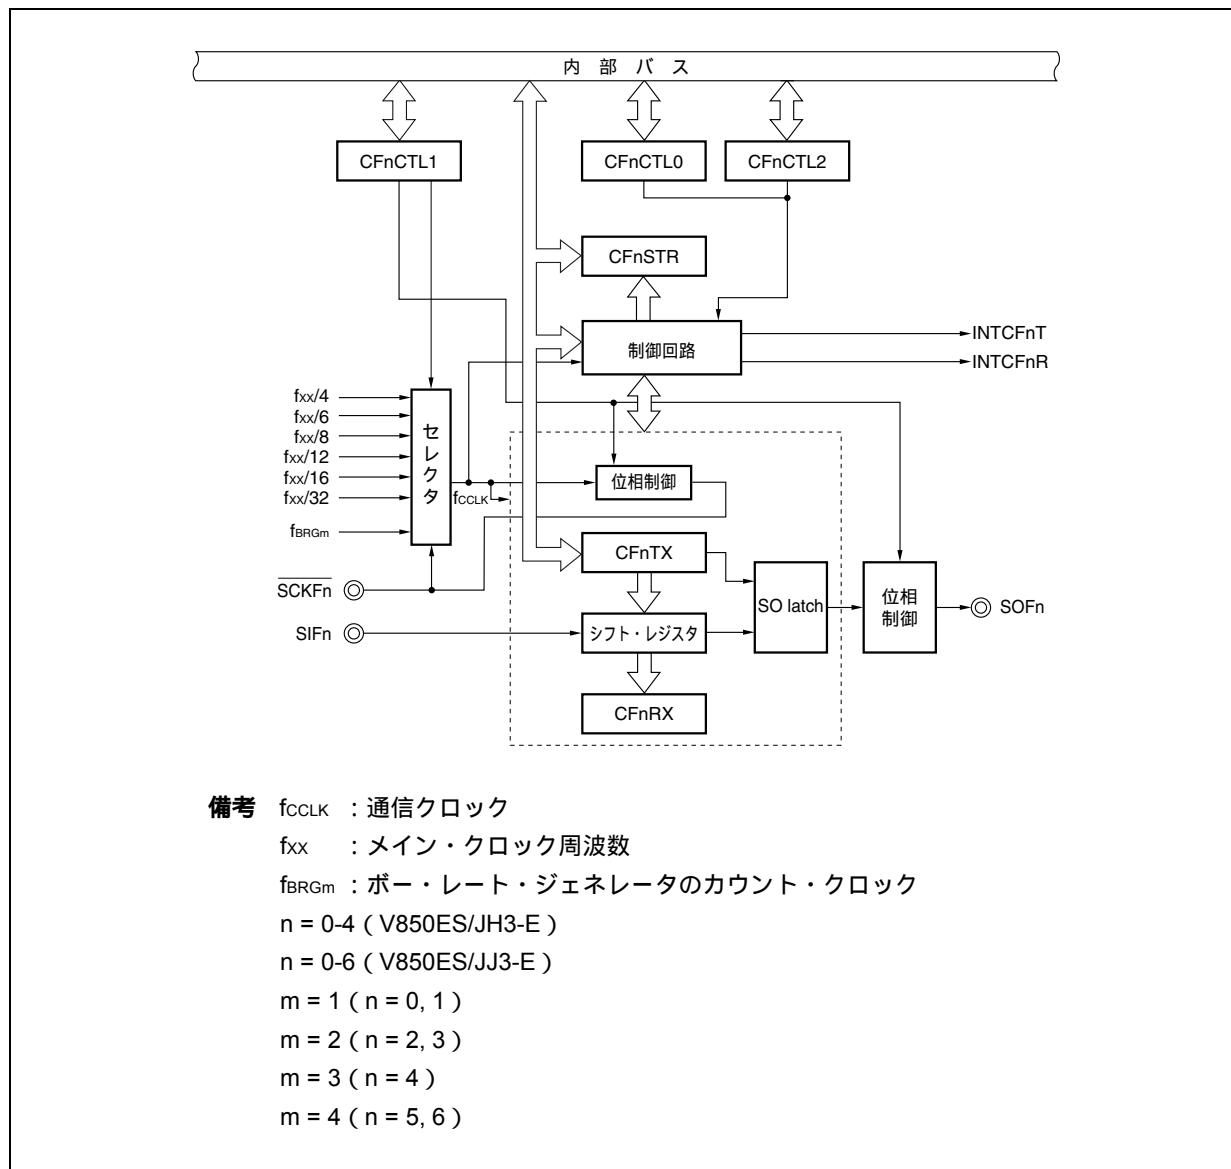 内 部 バ ス
CFnCTL1
CFnCTL0
CFnCTL2
CFnSTR
制御回路
INTCFnT
INTCFnR
fxx/4
fxx/6
fxx/8
fxx/12
fxx/16
fxx/32
fBRGm
セレクタ
fCCLK
位相制御
SCKFn
SIFn
CFnTX
シフト・レジスタ
CFnRX
SO latch
位相
制御
SOFn
備考 fCCLK :通信クロック
fXX :メイン・クロック周波数
fBRGm :ボー・レート・ジェネレータのカウント・クロック
n = 0-4(V850ES/JH3-E)
n = 0-6(V850ES/JJ3-E)
m = 1(n = 0, 1)
m = 2(n = 2, 3)
m = 3(n = 4)
m = 4(n = 5, 6)